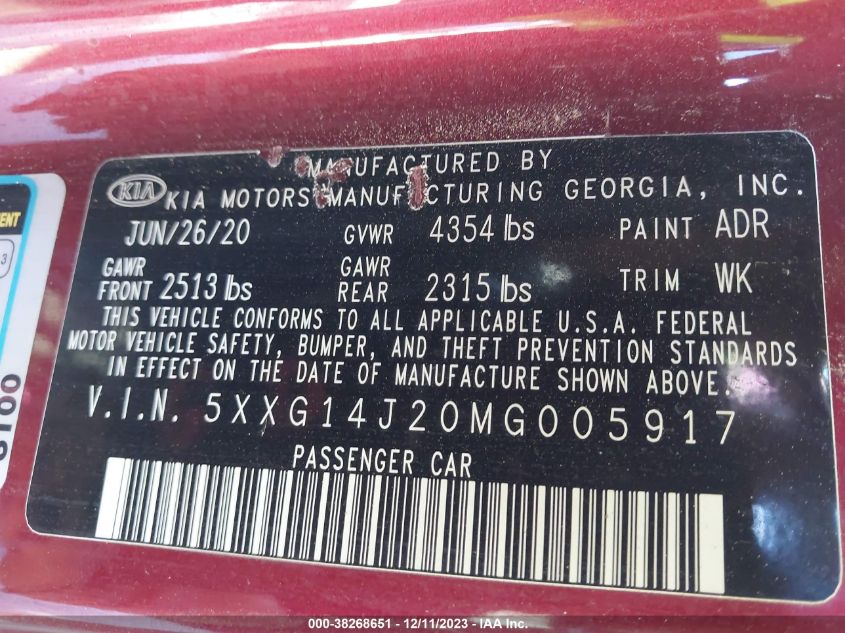 MANUFACTURED BY
KIA KIA MOTORS MANUFACTURING GEORGIA, INC.
JUN/26/20 GVWR 4354 lbs PAINT ADR
GAWR FRONT 2513 lbs GAWR REAR 2315 lbs TRIM WK
THIS VEHICLE CONFORMS TO ALL APPLICABLE U.S.A. FEDERAL
MOTOR VEHICLE SAFETY, BUMPER, AND THEFT PREVENTION STANDARDS
IN EFFECT ON THE DATE OF MANUFACTURE SHOWN ABOVE.
V.I.N. 5XXG14J20MG005917
PASSENGER CAR
000-38268651 - 12/11/2023 - IAA Inc.